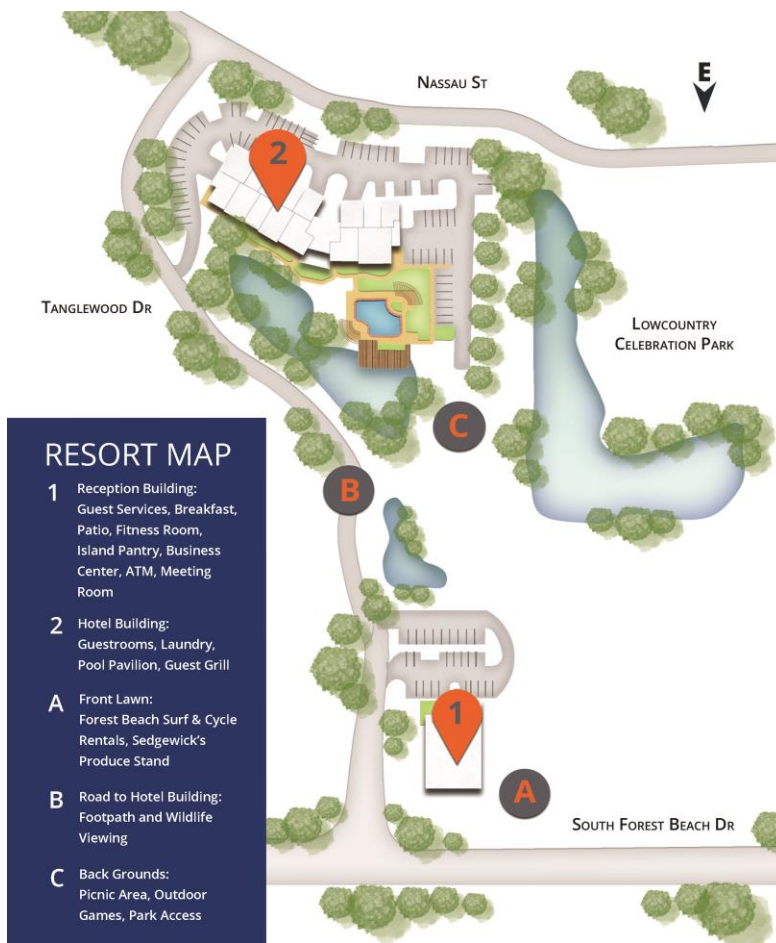 NASSAU ST
E
2
TANGLEWOOD DR
LOWCOUNTRY
CELEBRATION PARK
C
B
1
A
SOUTH FOREST BEACH DR
RESORT MAP
1 Reception Building:
Guest Services, Breakfast,
Patio, Fitness Room,
Island Pantry, Business
Center, ATM, Meeting
Room
2 Hotel Building:
Guestrooms, Laundry,
Pool Pavilion, Guest Grill
A Front Lawn:
Forest Beach Surf & Cycle
Rentals, Sedgewick's
Produce Stand
B Road to Hotel Building:
Footpath and Wildlife
Viewing
C Back Grounds:
Picnic Area, Outdoor
Games, Park Access